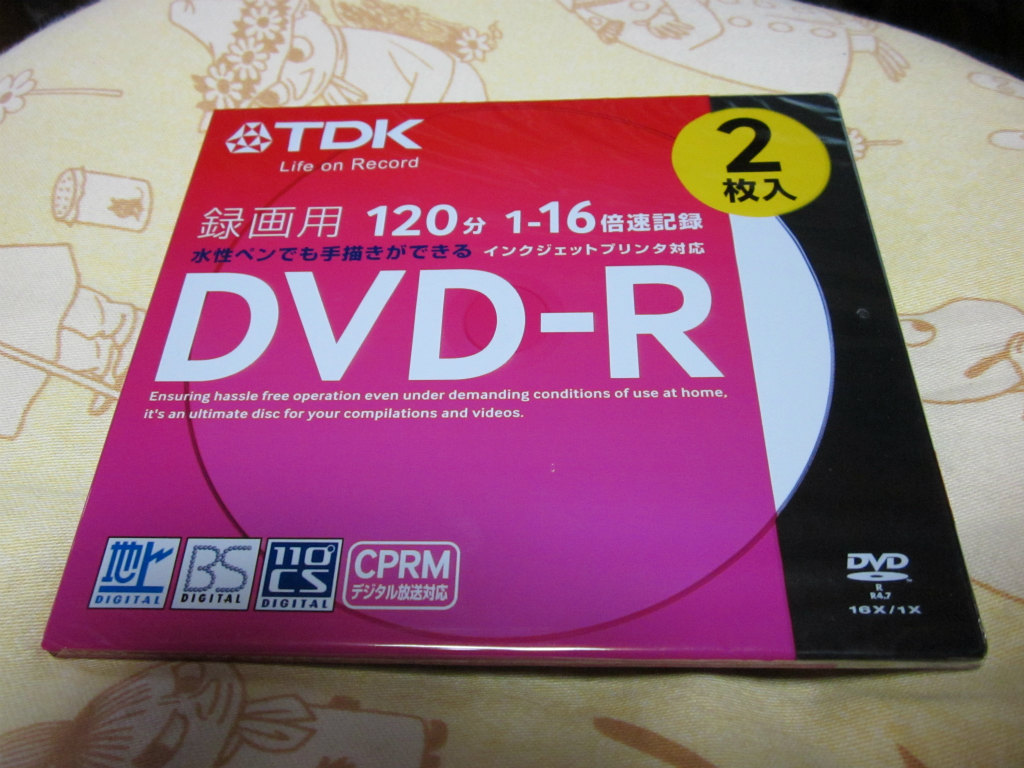 TDK
Life on Record
2
枚入
録画用 120分 1-16倍速記録
水性ペンでも手描きができる インクジェットプリンタ対応
DVD-R
Ensuring hassle free operation even under demanding conditions of use at home,
it's an ultimate disc for your compilations and videos.
地上
DIGITAL
BS
DIGITAL
110°
CS
DIGITAL
CPRM
デジタル放送対応
DVD
R
R4.7
16X/1X